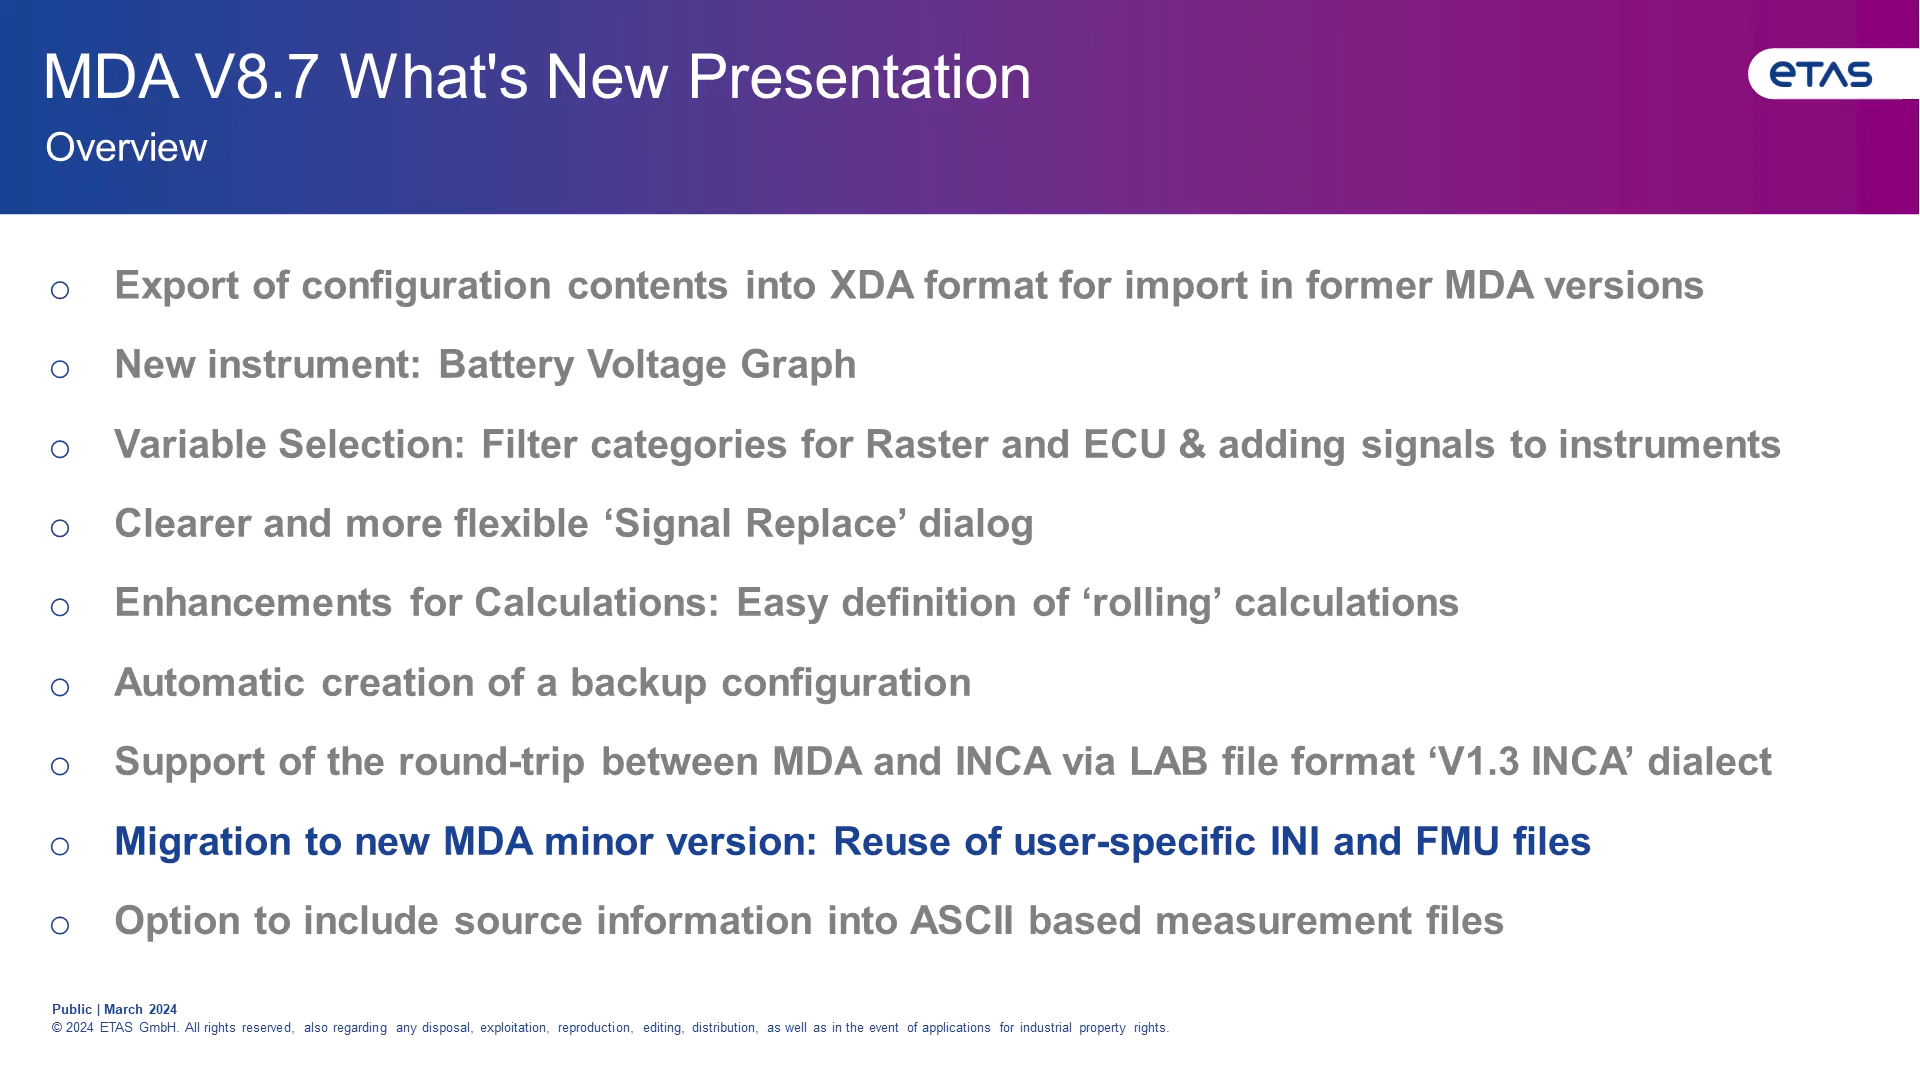 MDA V8.7 What's New Presentation
eTAS
Overview
Export of configuration contents into XDA format for import in former MDA versions
New instrument: Battery Voltage Graph
Variable Selection: Filter categories for Raster and ECU & adding signals to instruments
Clearer and more flexible ‘Signal Replace’ dialog
Enhancements for Calculations: Easy definition of ‘rolling’ calculations
Automatic creation of a backup configuration
Support of the round-trip between MDA and INCA via LAB file format ‘V1.3 INCA’ dialect
Migration to new MDA minor version: Reuse of user-specific INI and FMU files
Option to include source information into ASCII based measurement files
Public | March 2024
© 2024 ETAS GmbH. All rights reserved, also regarding any disposal, exploitation, reproduction, editing, distribution, as well as in the event of applications for industrial property rights.